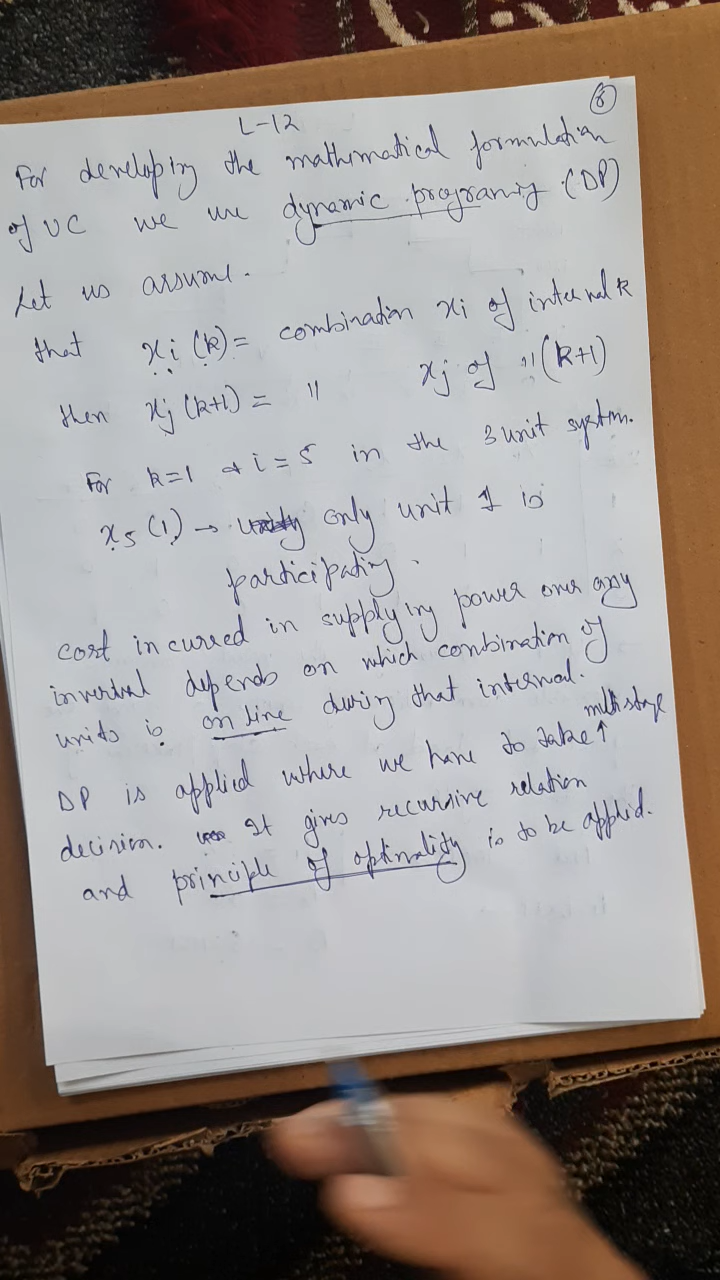 L-12
⑧
For developing the mathematical formulation
of UC we use dynamic programing (DP)
Let us assume.
that xi (k) = combination xi of interval k
then xj (k+1) = " xj of " (k+1)
For k=1 & i=5 in the 3 unit system.
x5 (1) → only unit 1 is
participating.
cost incurred in supplying power over any
inverval depends on which combination of
units is on line during that interval.
multistage
DP is applied where we have to take ↑
decision. It gives recursive relation
and principle of optimality is to be applied.